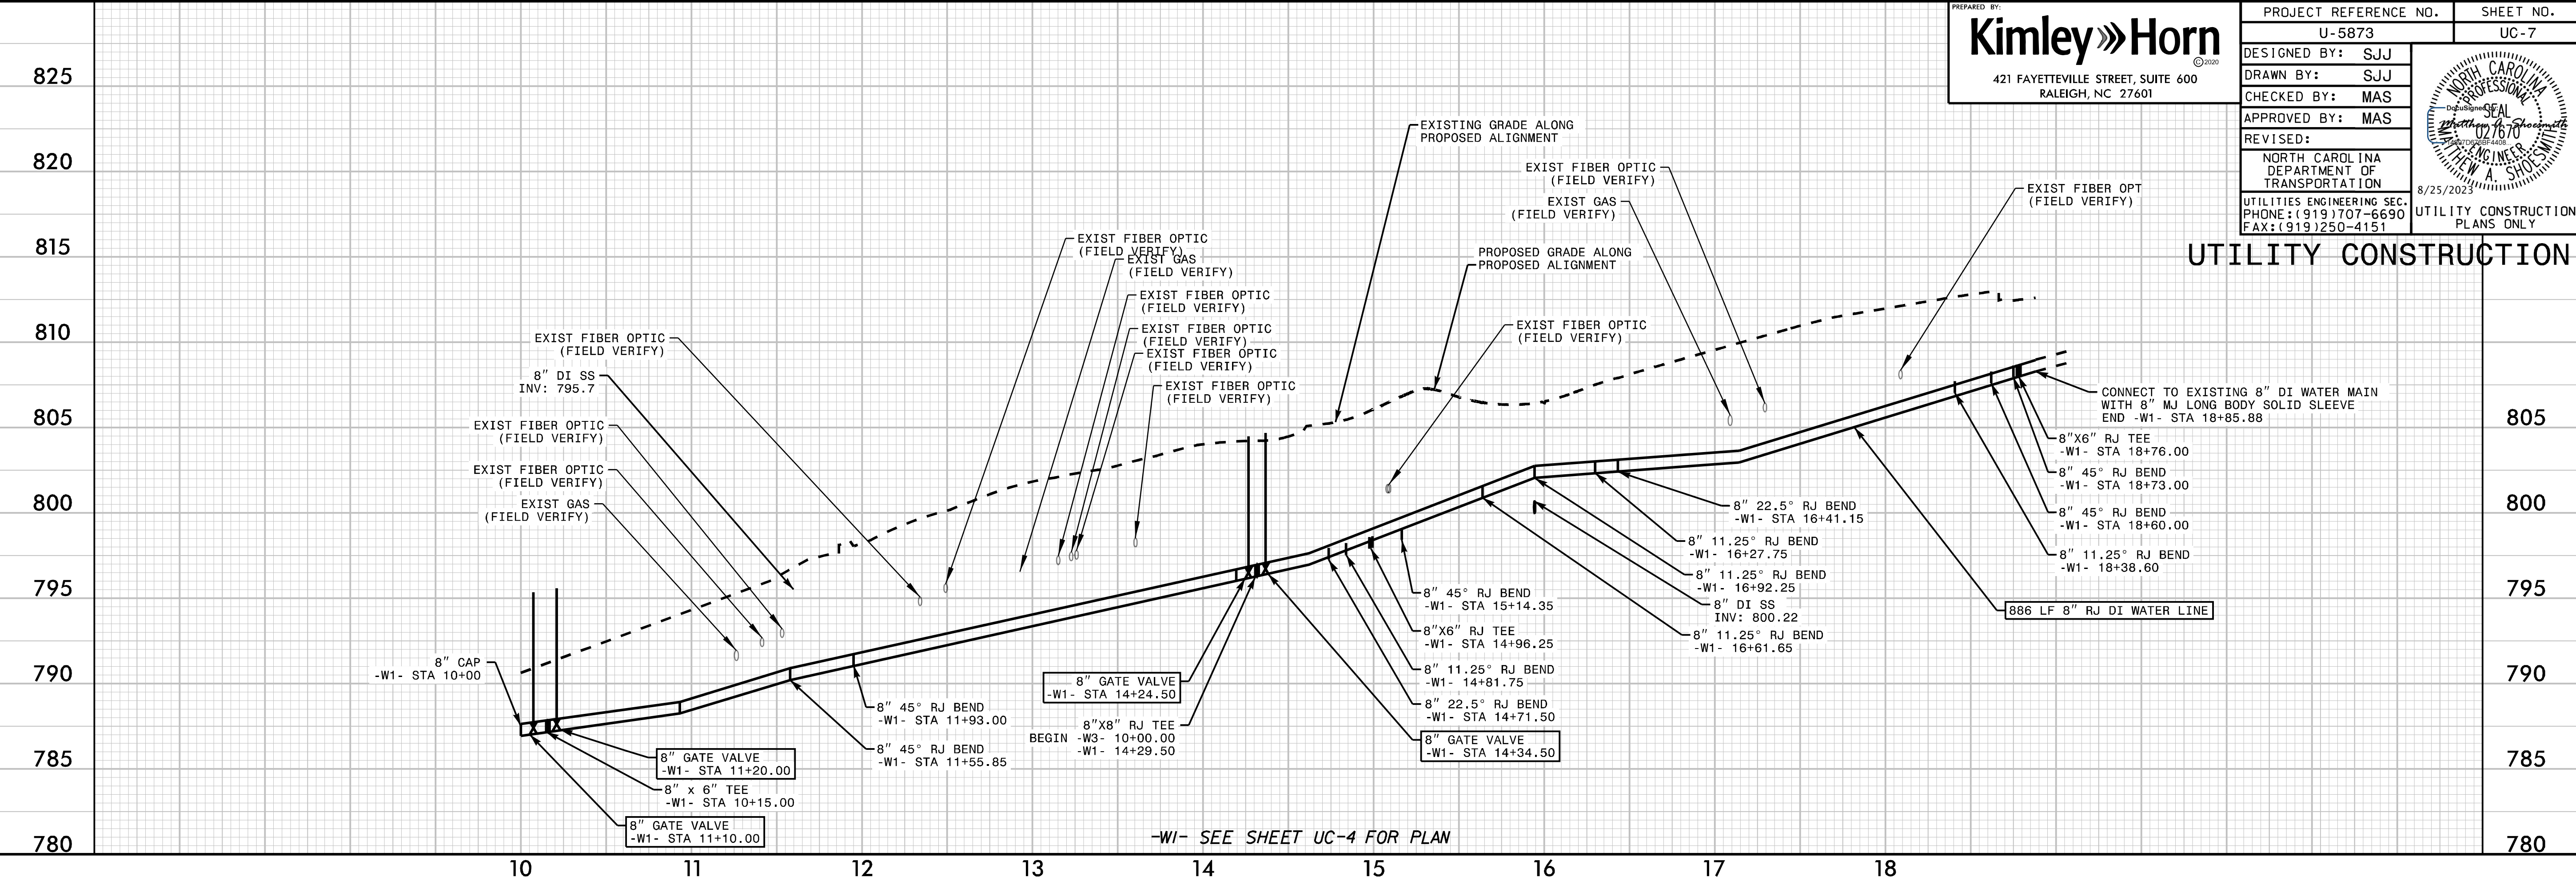 PREPARED BY:
Kimley»Horn
©2020
421 FAYETTEVILLE STREET, SUITE 600
RALEIGH, NC 27601
PROJECT REFERENCE NO.
SHEET NO.
U-5873
UC-7
DESIGNED BY: SJJ
DRAWN BY: SJJ
CHECKED BY: MAS
APPROVED BY: MAS
REVISED:
NORTH CAROLINA
DEPARTMENT OF
TRANSPORTATION
UTILITIES ENGINEERING SEC.
PHONE:(919)707-6690
FAX:(919)250-4151
NORTH CAROLINA
PROFESSIONAL
DocuSigned by:
SEAL
Matthew A. Shoesmith
027670
ENGINEER
MATTHEW A. SHOESMITH
8/25/2023
UTILITY CONSTRUCTION
PLANS ONLY
UTILITY CONSTRUCTION
825
820
815
810
805
800
795
790
785
780
EXISTING GRADE ALONG
PROPOSED ALIGNMENT
EXIST FIBER OPTIC
(FIELD VERIFY)
EXIST GAS
(FIELD VERIFY)
EXIST FIBER OPT
(FIELD VERIFY)
PROPOSED GRADE ALONG
PROPOSED ALIGNMENT
EXIST FIBER OPTIC
(FIELD VERIFY)
EXIST FIBER OPTIC
(FIELD VERIFY)
EXIST GAS
(FIELD VERIFY)
EXIST FIBER OPTIC
(FIELD VERIFY)
EXIST FIBER OPTIC
(FIELD VERIFY)
EXIST FIBER OPTIC
(FIELD VERIFY)
EXIST FIBER OPTIC
(FIELD VERIFY)
EXIST FIBER OPTIC
(FIELD VERIFY)
8" DI SS
INV: 795.7
EXIST FIBER OPTIC
(FIELD VERIFY)
EXIST FIBER OPTIC
(FIELD VERIFY)
EXIST GAS
(FIELD VERIFY)
8" CAP
-W1- STA 10+00
8" GATE VALVE
-W1- STA 11+20.00
8" x 6" TEE
-W1- STA 10+15.00
8" GATE VALVE
-W1- STA 11+10.00
8" 45° RJ BEND
-W1- STA 11+93.00
8" 45° RJ BEND
-W1- STA 11+55.85
8" GATE VALVE
-W1- STA 14+24.50
8"X8" RJ TEE
BEGIN -W3- 10+00.00
-W1- 14+29.50
8" 45° RJ BEND
-W1- STA 15+14.35
8"X6" RJ TEE
-W1- STA 14+96.25
8" 11.25° RJ BEND
-W1- 14+81.75
8" 22.5° RJ BEND
-W1- STA 14+71.50
8" GATE VALVE
-W1- STA 14+34.50
8" 22.5° RJ BEND
-W1- STA 16+41.15
8" 11.25° RJ BEND
-W1- 16+27.75
8" 11.25° RJ BEND
-W1- 16+92.25
8" DI SS
INV: 800.22
8" 11.25° RJ BEND
-W1- 16+61.65
CONNECT TO EXISTING 8" DI WATER MAIN
WITH 8" MJ LONG BODY SOLID SLEEVE
END -W1- STA 18+85.88
8"X6" RJ TEE
-W1- STA 18+76.00
8" 45° RJ BEND
-W1- STA 18+73.00
8" 45° RJ BEND
-W1- STA 18+60.00
8" 11.25° RJ BEND
-W1- 18+38.60
886 LF 8" RJ DI WATER LINE
805
800
795
790
785
780
-W1- SEE SHEET UC-4 FOR PLAN
10 11 12 13 14 15 16 17 18